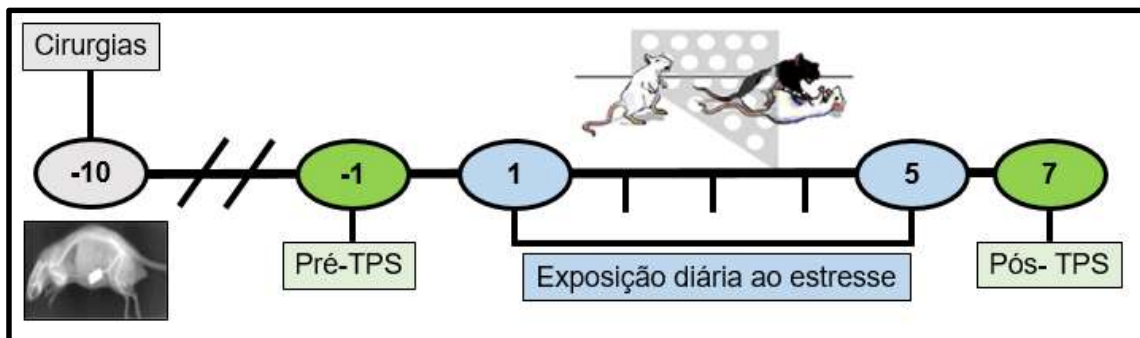 Cirurgias
-10
-1
1
5
7
Pré-TPS
Exposição diária ao estresse
Pós- TPS